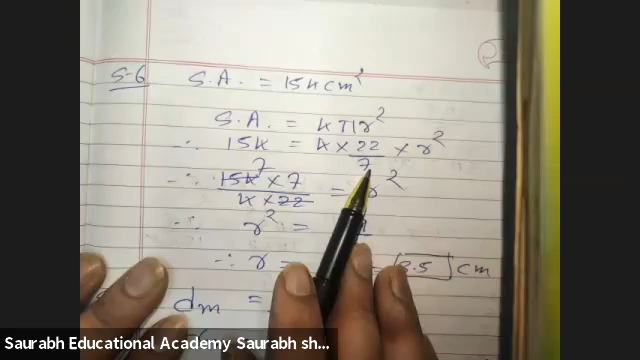 S-6 S.A. = 154 cm²
S.A. = 4πr²
∴ 154 = 4 × 22/7 × r²
∴ 154 × 7 / 4 × 22 = r²
7
∴ r² =
∴ r = = 3.5 cm
dm =
Saurabh Educational Academy Saurabh sh...